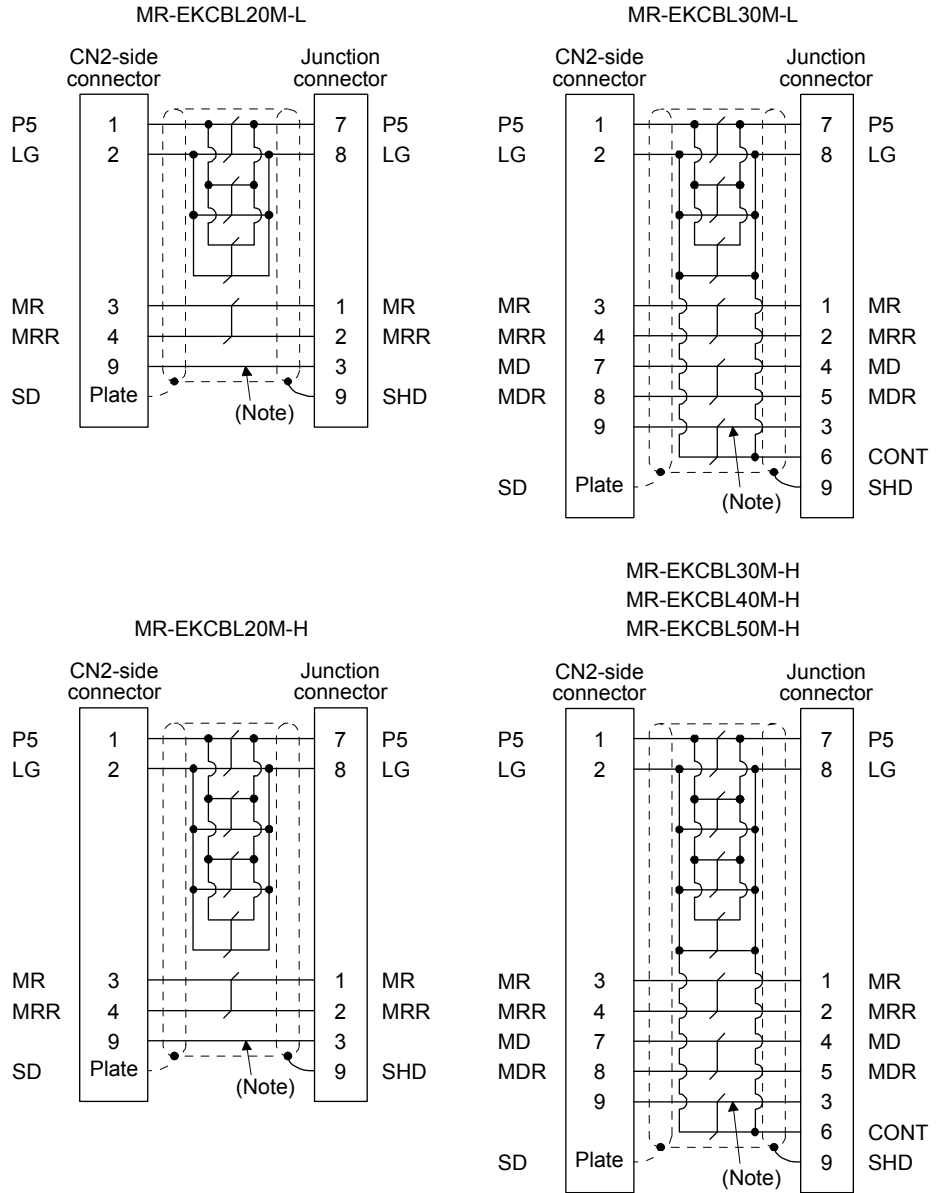 MR-EKCBL20M-L
CN2-side connector
Junction connector
P5 1 7 P5
LG 2 8 LG
MR 3 1 MR
MRR 4 2 MRR
9 3
SD Plate 9 SHD
(Note)
MR-EKCBL30M-L
CN2-side connector
Junction connector
P5 1 7 P5
LG 2 8 LG
MR 3 1 MR
MRR 4 2 MRR
MD 7 4 MD
MDR 8 5 MDR
9 3
6 CONT
SD Plate 9 SHD
(Note)
MR-EKCBL20M-H
CN2-side connector
Junction connector
P5 1 7 P5
LG 2 8 LG
MR 3 1 MR
MRR 4 2 MRR
9 3
SD Plate 9 SHD
(Note)
MR-EKCBL30M-H
MR-EKCBL40M-H
MR-EKCBL50M-H
CN2-side connector
Junction connector
P5 1 7 P5
LG 2 8 LG
MR 3 1 MR
MRR 4 2 MRR
MD 7 4 MD
MDR 8 5 MDR
9 3
6 CONT
SD Plate 9 SHD
(Note)